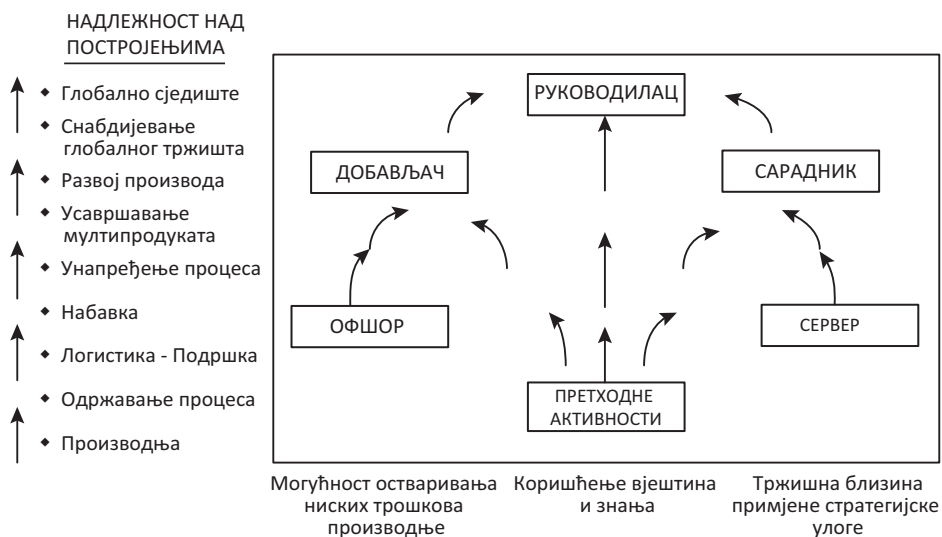 НАДЛЕЖНОСТ НАД
ПОСТРОЈЕЊИМА
Глобално сједиште
Снабдијевање
глобалног тржишта
Развој производа
Усавршавање
мултипродуката
Унапређење процеса
Набавка
Логистика - Подршка
Одржавање процеса
Производња
РУКОВОДИЛАЦ
ДОБАВЉАЧ
САРАДНИК
ОФШОР
СЕРВЕР
ПРЕТХОДНЕ
АКТИВНОСТИ
Могућност остваривања
ниских трошкова
производње
Коришћење вјештина
и знања
Тржишна близина
примјене стратегијске
улоге